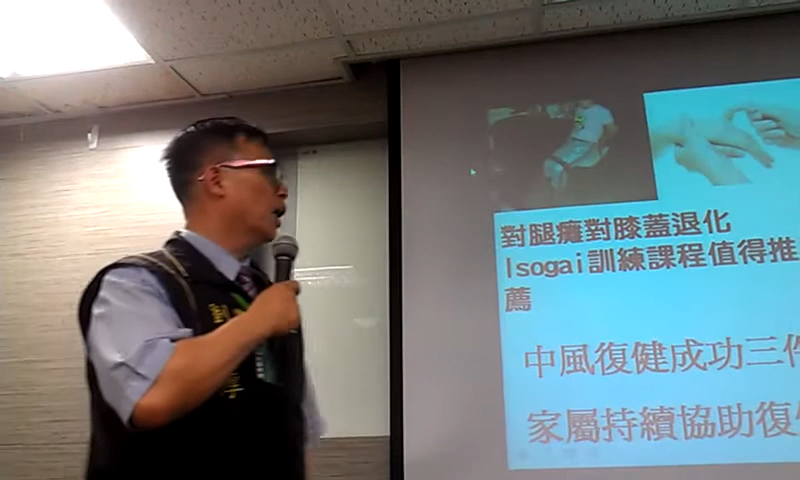 對腿癱對膝蓋退化
Isogai訓練課程值得推
薦
中風復健成功三件
家屬持續協助復